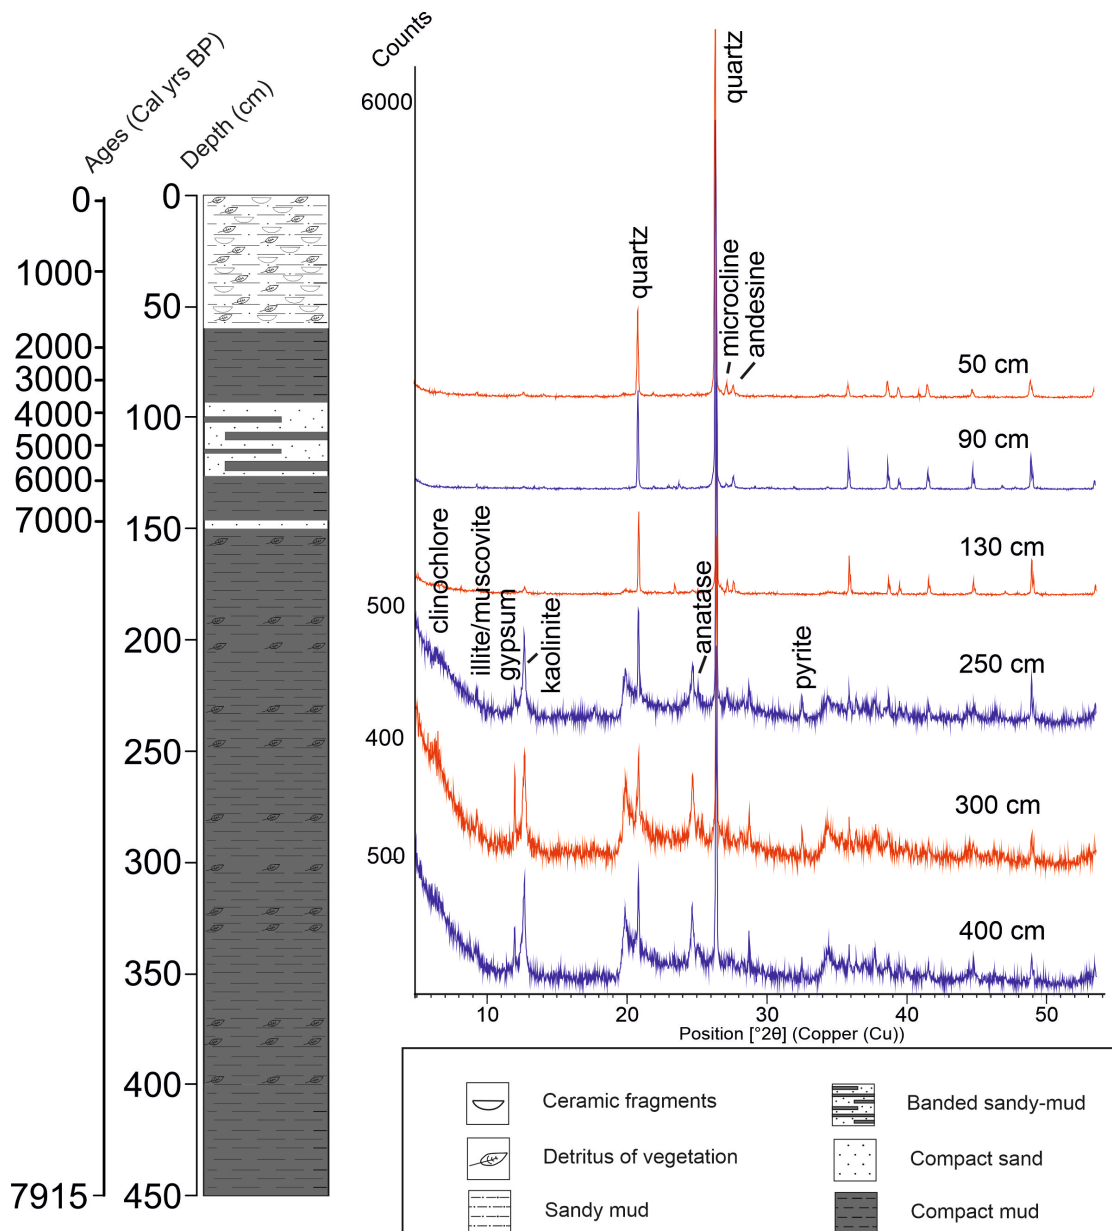 Ages (Cal yrs BP)
Depth (cm)
Counts
0
1000
2000
3000
4000
5000
6000
7000
7915
0
50
100
150
200
250
300
350
400
450
6000
500
400
500
quartz
quartz
microcline
andesine
50 cm
90 cm
130 cm
clinochlore
illite/muscovite
gypsum
kaolinite
anatase
pyrite
250 cm
300 cm
400 cm
10
20
30
40
50
Position [°2θ] (Copper (Cu))
Ceramic fragments
Detritus of vegetation
Sandy mud
Banded sandy-mud
Compact sand
Compact mud